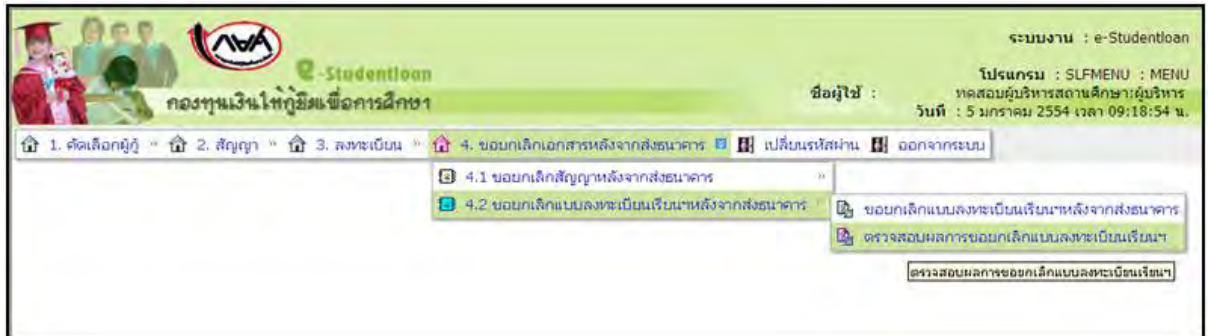 กยศ
ระบบงาน : e-Studentloan
e-Studentloan
โปรแกรม : SLFMENU : MENU
กองทุนเงินให้กู้ยืมเพื่อการศึกษา
ชื่อผู้ใช้ : ทดสอบผู้บริหารสถานศึกษา:ผู้บริหาร
วันที่ : 5 มกราคม 2554 เวลา 09:18:54 น.
1. คัดเลือกผู้กู้ » 2. สัญญา » 3. ลงทะเบียน » 4. ขอยกเลิกเอกสารหลังจากส่งธนาคาร เปลี่ยนรหัสผ่าน ออกจากระบบ
4.1 ขอยกเลิกสัญญาหลังจากส่งธนาคาร »
4.2 ขอยกเลิกแบบลงทะเบียนเรียนฯหลังจากส่งธนาคาร »
ขอยกเลิกแบบลงทะเบียนเรียนฯหลังจากส่งธนาคาร
ตรวจสอบผลการขอยกเลิกแบบลงทะเบียนเรียนฯ
ตรวจสอบผลการขอยกเลิกแบบลงทะเบียนเรียนฯ